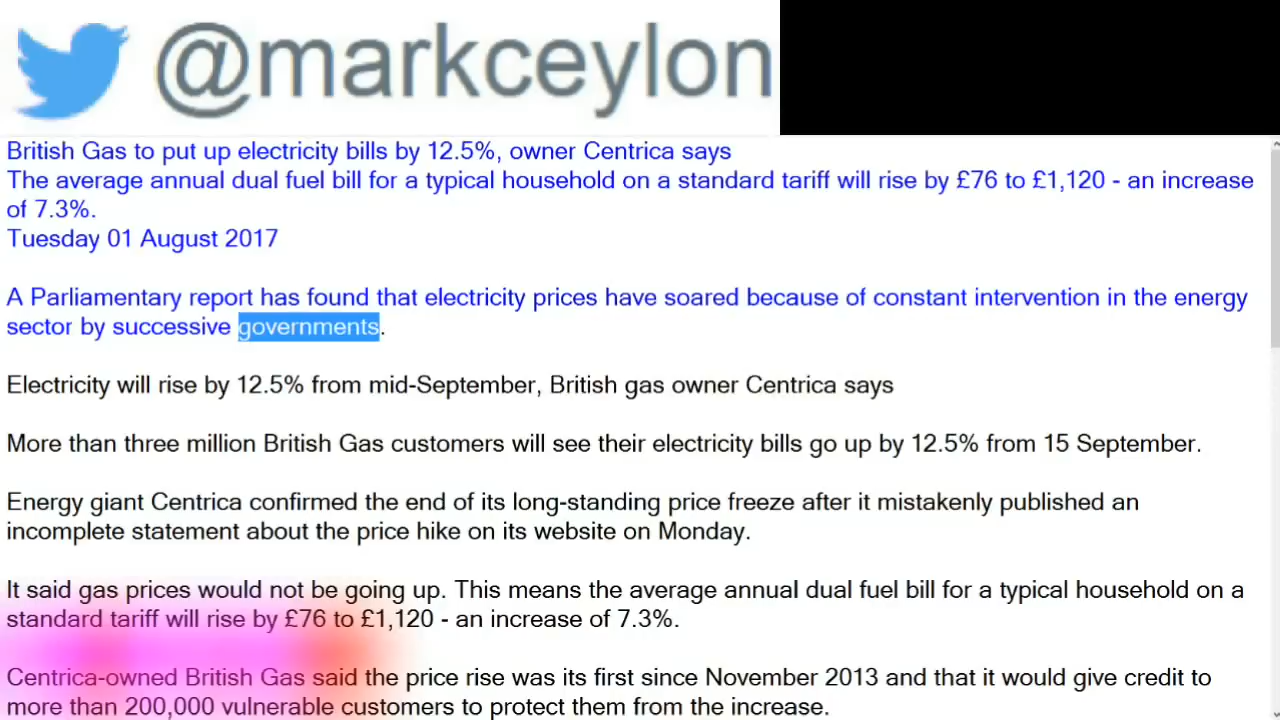 @markceylon
British Gas to put up electricity bills by 12.5%, owner Centrica says
The average annual dual fuel bill for a typical household on a standard tariff will rise by £76 to £1,120 - an increase
of 7.3%.
Tuesday 01 August 2017
A Parliamentary report has found that electricity prices have soared because of constant intervention in the energy
sector by successive governments.
Electricity will rise by 12.5% from mid-September, British gas owner Centrica says
More than three million British Gas customers will see their electricity bills go up by 12.5% from 15 September.
Energy giant Centrica confirmed the end of its long-standing price freeze after it mistakenly published an
incomplete statement about the price hike on its website on Monday.
It said gas prices would not be going up. This means the average annual dual fuel bill for a typical household on a
standard tariff will rise by £76 to £1,120 - an increase of 7.3%.
Centrica-owned British Gas said the price rise was its first since November 2013 and that it would give credit to
more than 200,000 vulnerable customers to protect them from the increase.